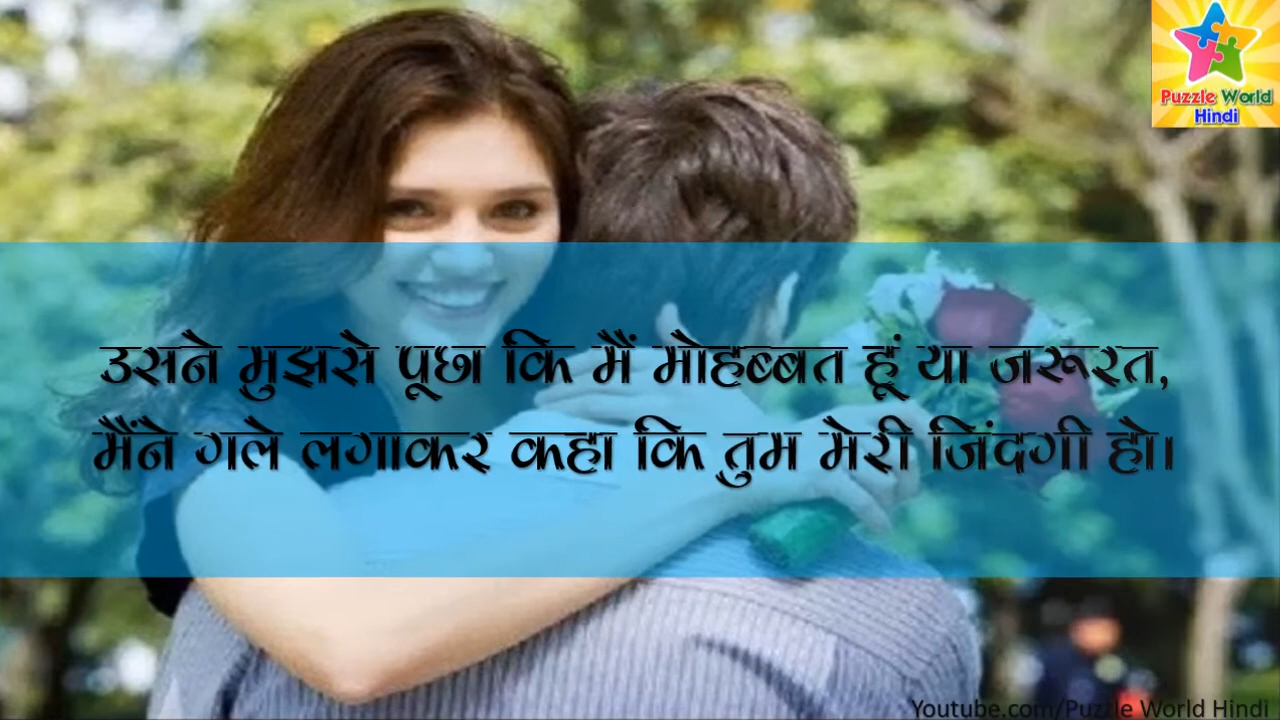 Puzzle World
Hindi
उसने मुझसे पूछा कि मैं मोहब्बत हूं या जरूरत,
मैंने गले लगाकर कहा कि तुम मेरी जिंदगी हो।
Youtube.com/Puzzle World Hindi